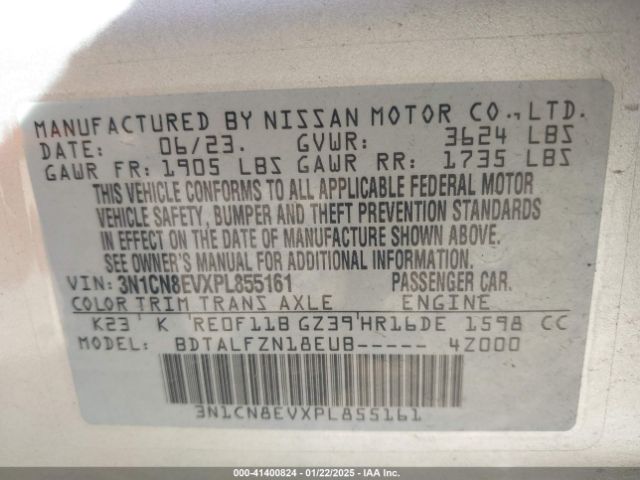 MANUFACTURED BY NISSAN MOTOR CO., LTD.
DATE: 06/23. GVWR: 3624 LBS
GAWR FR: 1905 LBS GAWR RR: 1735 LBS
THIS VEHICLE CONFORMS TO ALL APPLICABLE FEDERAL MOTOR
VEHICLE SAFETY, BUMPER AND THEFT PREVENTION STANDARDS
IN EFFECT ON THE DATE OF MANUFACTURE SHOWN ABOVE.
SEE OWNER'S MANUAL FOR ADDITIONAL INFORMATION.
VIN: 3N1CN8EVXPL855161 PASSENGER CAR.
COLOR TRIM TRANS AXLE ENGINE
K23 K RE0F11B GZ39 HR16DE 1598 CC
MODEL: BDTALFZN18EUB----- 4Z000
3N1CN8EVXPL855161
000-41400824 - 01/22/2025 - IAA Inc.